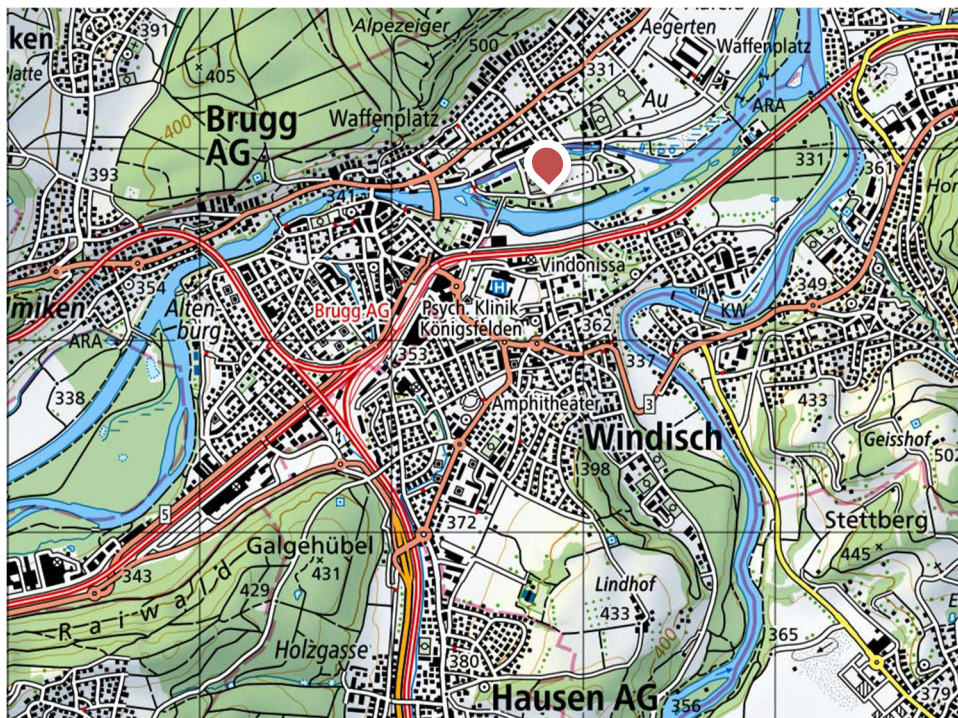 391
Alpezeiger
Aegerten
ken
500
Waffenplatz
latte
405
331
Au
Brugg
AG
400
Waffenplatz
ARA
393
331
361
341
Hor
Vindonissa
354
Alten-
burg
H
349
miken
Brugg AG
Psych. Klinik
Königsfelden
362
KW
ARA
353
337
338
Amphitheater
3
433
Windisch
Geisshof
502
398
5
372
Stettberg
Galgehübel
445
343
431
Lindhof
429
433
Raiwald
365
Holzgasse
400
380
Hausen AG
356
379